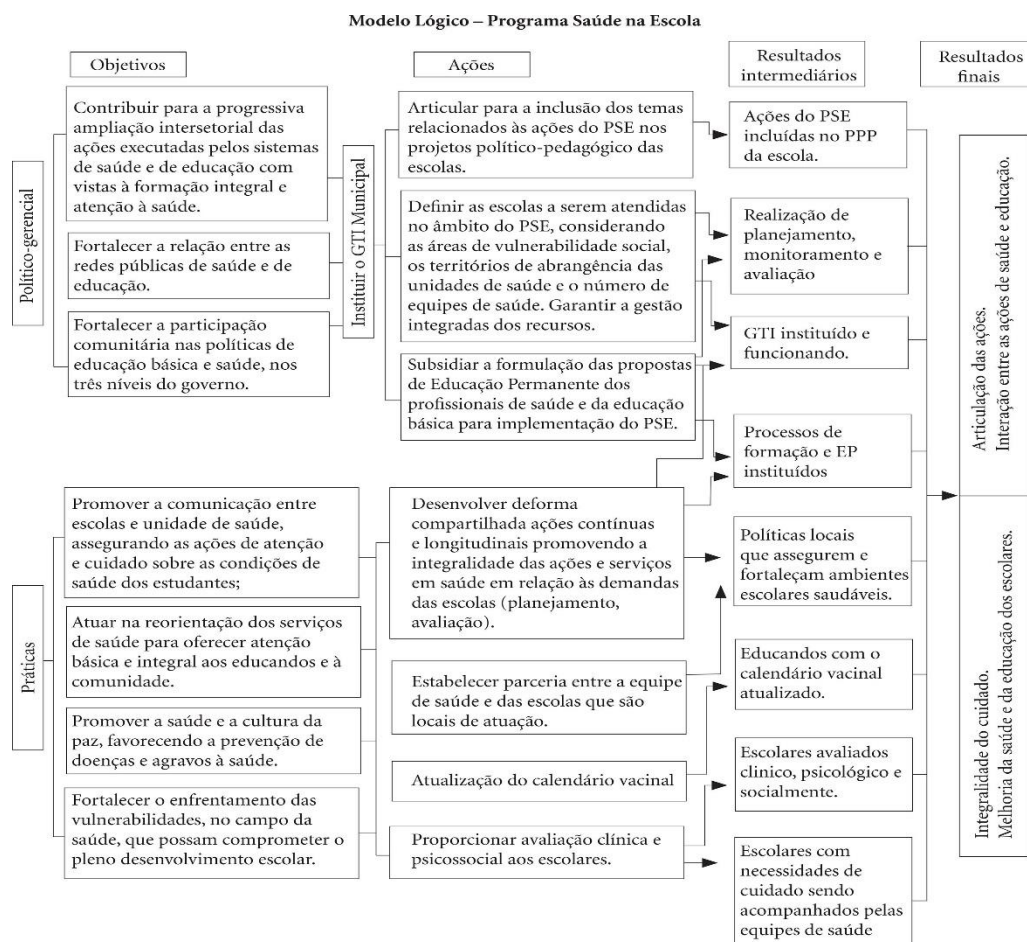 Modelo Lógico – Programa Saúde na Escola
Objetivos
Ações
Resultados
intermediários
Resultados
finais
Político-gerencial
Contribuir para a progressiva
ampliação intersetorial das
ações executadas pelos sistemas
de saúde e de educação com
vistas à formação integral e
atenção à saúde.
Fortalecer a relação entre as
redes públicas de saúde e de
educação.
Fortalecer a participação
comunitária nas políticas de
educação básica e saúde, nos
três níveis do governo.
Instituir o GTI Municipal
Articular para a inclusão dos temas
relacionados às ações do PSE nos
projetos político-pedagógico das
escolas.
Definir as escolas a serem atendidas
no âmbito do PSE, considerando
as áreas de vulnerabilidade social,
os territórios de abrangência das
unidades de saúde e o número de
equipes de saúde. Garantir a gestão
integradas dos recursos.
Subsidiar a formulação das propostas
de Educação Permanente dos
profissionais de saúde e da educação
básica para implementação do PSE.
Ações do PSE
incluídas no PPP
da escola.
Realização de
planejamento,
monitoramento e
avaliação
GTI instituído e
funcionando.
Processos de
formação e EP
instituídos
Práticas
Promover a comunicação entre
escolas e unidade de saúde,
assegurando as ações de atenção
e cuidado sobre as condições de
saúde dos estudantes;
Atuar na reorientação dos serviços
de saúde para oferecer atenção
básica e integral aos educandos e à
comunidade.
Promover a saúde e a cultura da
paz, favorecendo a prevenção de
doenças e agravos à saúde.
Fortalecer o enfrentamento das
vulnerabilidades, no campo da
saúde, que possam comprometer o
pleno desenvolvimento escolar.
Desenvolver deforma
compartilhada ações contínuas
e longitudinais promovendo a
integralidade das ações e serviços
em saúde em relação às demandas
das escolas (planejamento,
avaliação).
Estabelecer parceria entre a equipe
de saúde e das escolas que são
locais de atuação.
Atualização do calendário vacinal
Proporcionar avaliação clínica e
psicossocial aos escolares.
Políticas locais
que assegurem e
fortaleçam ambientes
escolares saudáveis.
Educandos com o
calendário vacinal
atualizado.
Escolares avaliados
clinico, psicológico e
socialmente.
Escolares com
necessidades de
cuidado sendo
acompanhados pelas
equipes de saúde
Articulação das ações.
Interação entre as ações de saúde e educação.
Integralidade do cuidado.
Melhoria da saúde e da educação dos escolares.